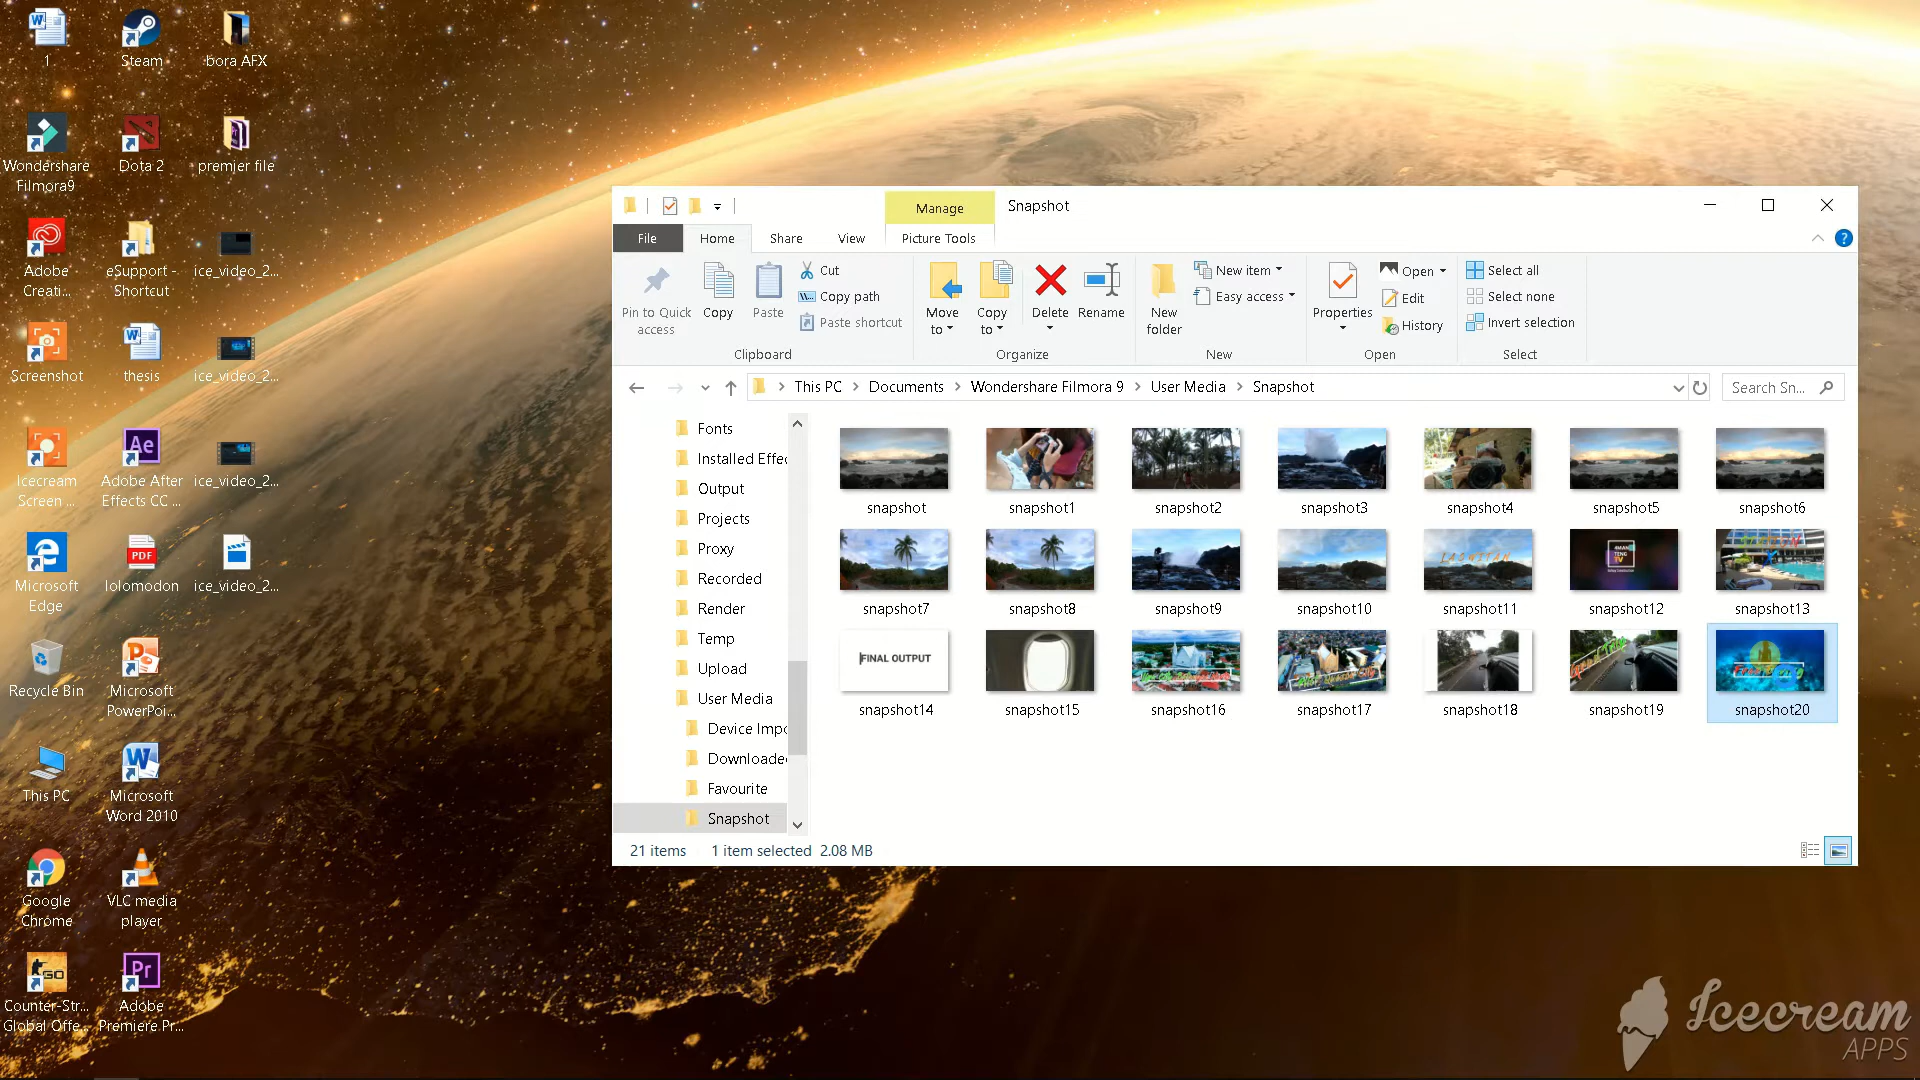 1
Steam
bora AFX
Wondershare
Filmora9
Dota 2
premier file
Adobe
Creati...
eSupport -
Shortcut
ice_video_2...
Screenshot
thesis
ice_video_2...
Icecream
Screen ...
Adobe After
Effects CC ...
ice_video_2...
Microsoft
Edge
lolomodon
ice_video_2...
Recycle Bin
Microsoft
PowerPoi...
This PC
Microsoft
Word 2010
Google
Chrome
VLC media
player
Counter-Str...
Global Offe...
Adobe
Premiere Pr...
Manage
Snapshot
File
Home
Share
View
Picture Tools
Pin to Quick
access
Copy
Paste
Cut
Copy path
Paste shortcut
Clipboard
Move
to
Copy
to
Delete
Rename
Organize
New
folder
New item
Easy access
New
Properties
Open
Edit
History
Open
Select all
Select none
Invert selection
Select
This PC
Documents
Wondershare Filmora 9
User Media
Snapshot
Search Sn...
Fonts
Installed Effec
Output
Projects
Proxy
Recorded
Render
Temp
Upload
User Media
Device Impo
Downloaded
Favourite
Snapshot
snapshot
snapshot1
snapshot2
snapshot3
snapshot4
snapshot5
snapshot6
snapshot7
snapshot8
snapshot9
snapshot10
snapshot11
snapshot12
snapshot13
FINAL OUTPUT
snapshot14
snapshot15
snapshot16
snapshot17
snapshot18
snapshot19
snapshot20
21 items
1 item selected 2.08 MB
Icecream
APPS